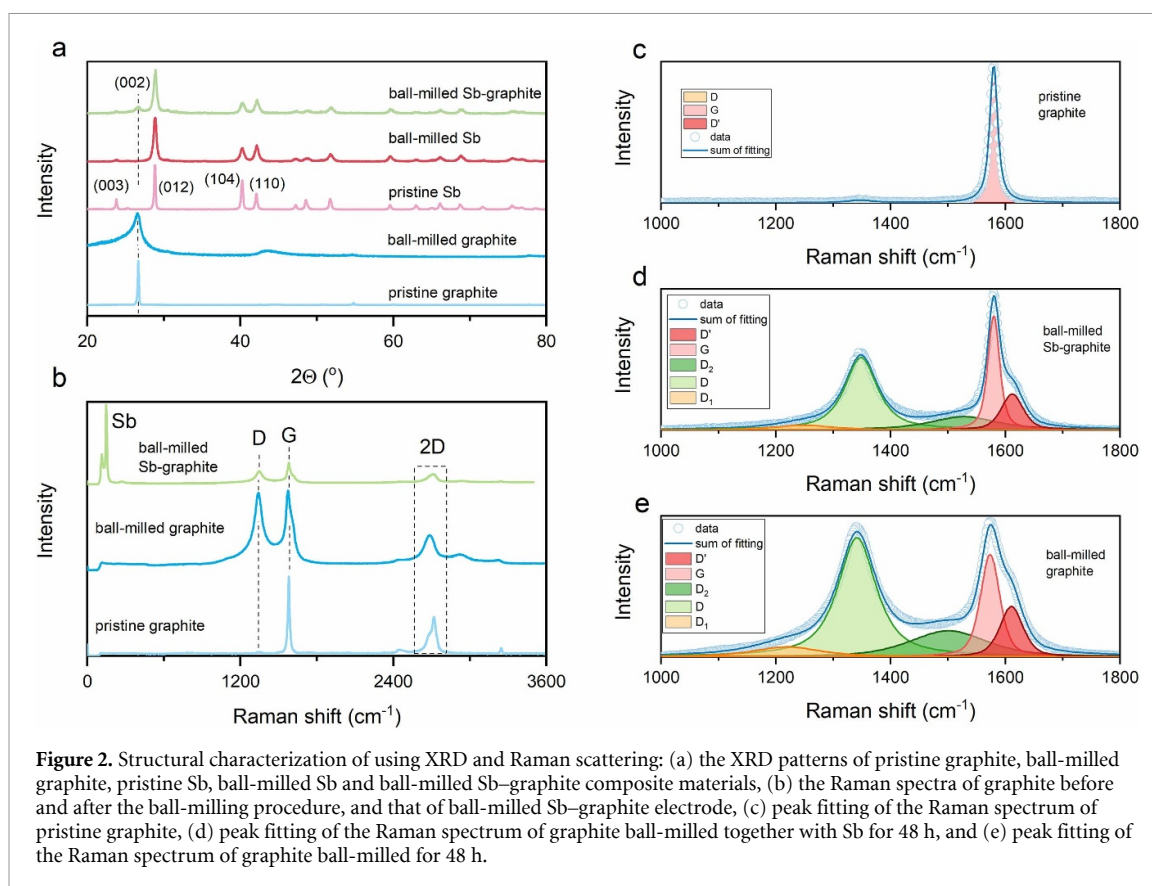 a
(002)
ball-milled Sb-graphite
ball-milled Sb
(003)
(012)
(104)
(110)
pristine Sb
ball-milled graphite
pristine graphite
Intensity
20 40 60 80
2Θ (o)
b
Sb
ball-milled
Sb-graphite
D
G
2D
ball-milled graphite
pristine graphite
Intensity
0 1200 2400 3600
Raman shift (cm-1)
c
D
G
D'
data
sum of fitting
pristine
graphite
Intensity
1000 1200 1400 1600 1800
Raman shift (cm-1)
d
data
sum of fitting
D'
G
D2
D
D1
ball-milled
Sb-graphite
Intensity
1000 1200 1400 1600 1800
Raman shift (cm-1)
e
data
sum of fitting
D'
G
D2
D
D1
ball-milled
graphite
Intensity
1000 1200 1400 1600 1800
Raman shift (cm-1)
Figure 2. Structural characterization of using XRD and Raman scattering: (a) the XRD patterns of pristine graphite, ball-milled
graphite, pristine Sb, ball-milled Sb and ball-milled Sb–graphite composite materials, (b) the Raman spectra of graphite before
and after the ball-milling procedure, and that of ball-milled Sb–graphite electrode, (c) peak fitting of the Raman spectrum of
pristine graphite, (d) peak fitting of the Raman spectrum of graphite ball-milled together with Sb for 48 h, and (e) peak fitting of
the Raman spectrum of graphite ball-milled for 48 h.